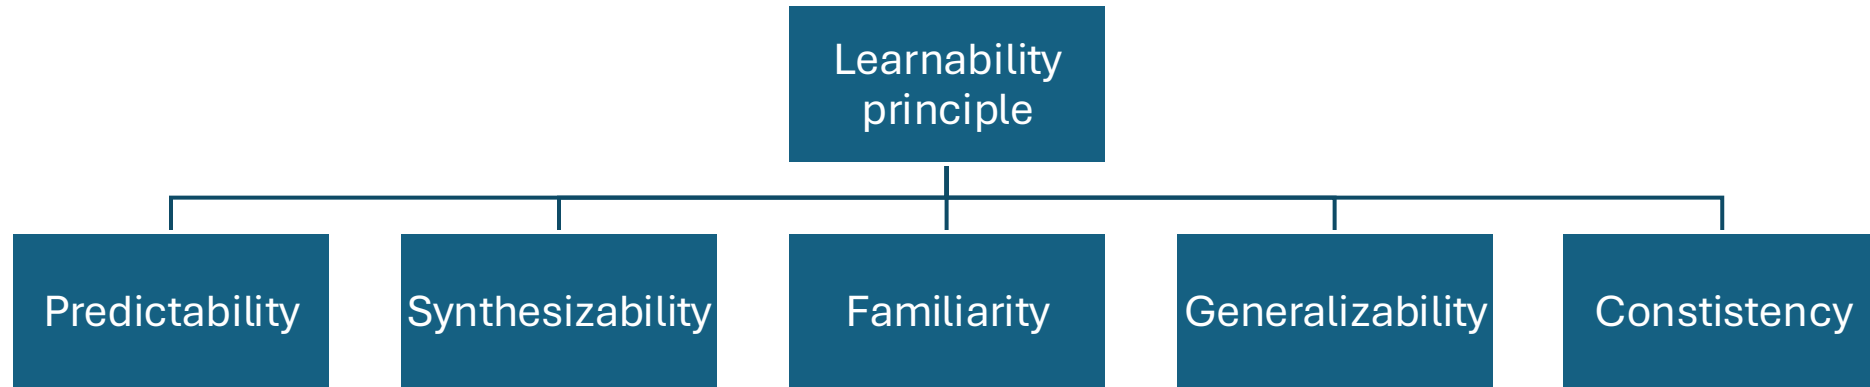 Learnability
principle
Predictability
Synthesizability
Familiarity
Generalizability
Constistency